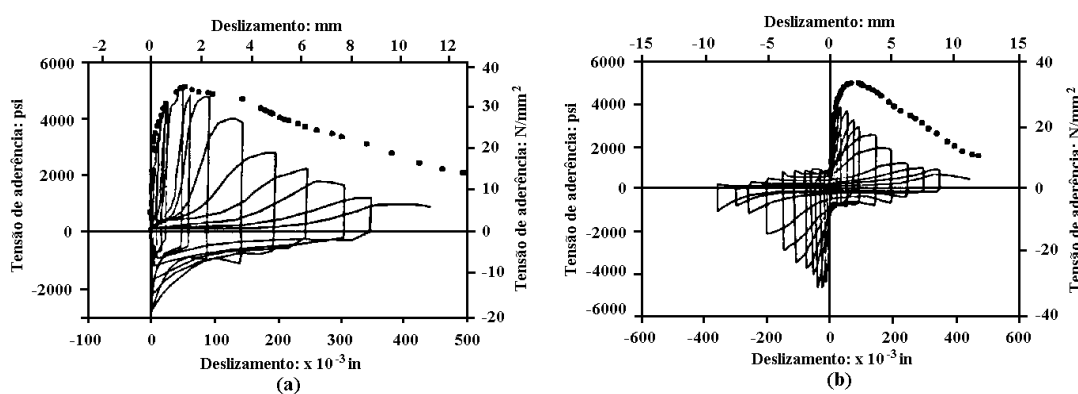 Deslizamento: mm
-2 0 2 4 6 8 10 12
6000 4000 2000 0 -2000
Tensão de aderência: psi
40 30 20 10 0 -10 -20
Tensão de aderência: N/mm²
-100 0 100 200 300 400 500
Deslizamento: x 10⁻³ in
(a)
Deslizamento: mm
-15 -10 -5 0 5 10 15
6000 4000 2000 0 -2000 -4000 -6000
Tensão de aderência: psi
40 20 0 -20 -40
Tensão de aderência: N/mm²
-600 -400 -200 0 200 400 600
Deslizamento: x 10⁻³ in
(b)